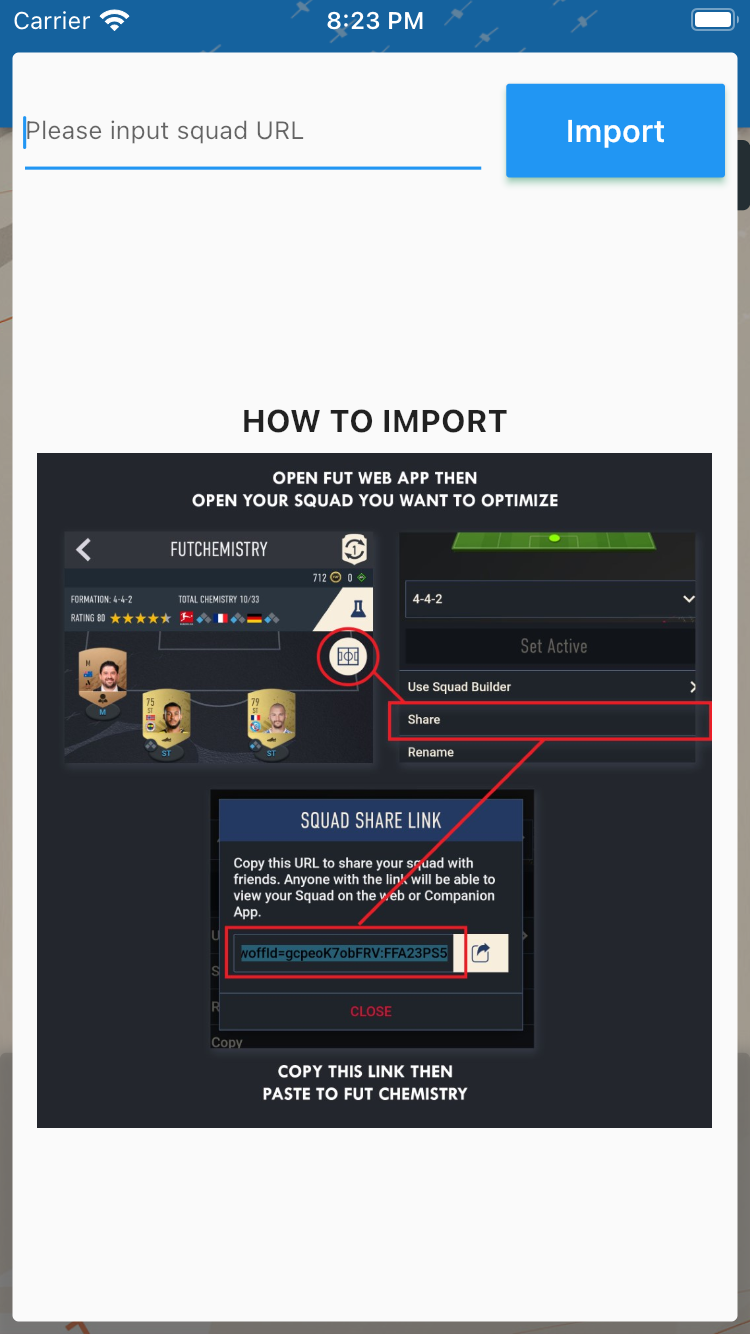 Carrier
8:23 PM
Please input squad URL
Import
HOW TO IMPORT
OPEN FUT WEB APP THEN
OPEN YOUR SQUAD YOU WANT TO OPTIMIZE
FUTCHEMISTRY
1
712 0
FORMATION: 4-4-2 TOTAL CHEMISTRY 10/33
RATING 80
M
75
ST
ST
79
ST
ST
4-4-2
Set Active
Use Squad Builder
Share
Rename
SQUAD SHARE LINK
Copy this URL to share your squad with
friends. Anyone with the link will be able to
view your Squad on the web or Companion
App.
woffId=gcpeoK7obFRV:FFA23PS5
CLOSE
U
S
R
Copy
COPY THIS LINK THEN
PASTE TO FUT CHEMISTRY